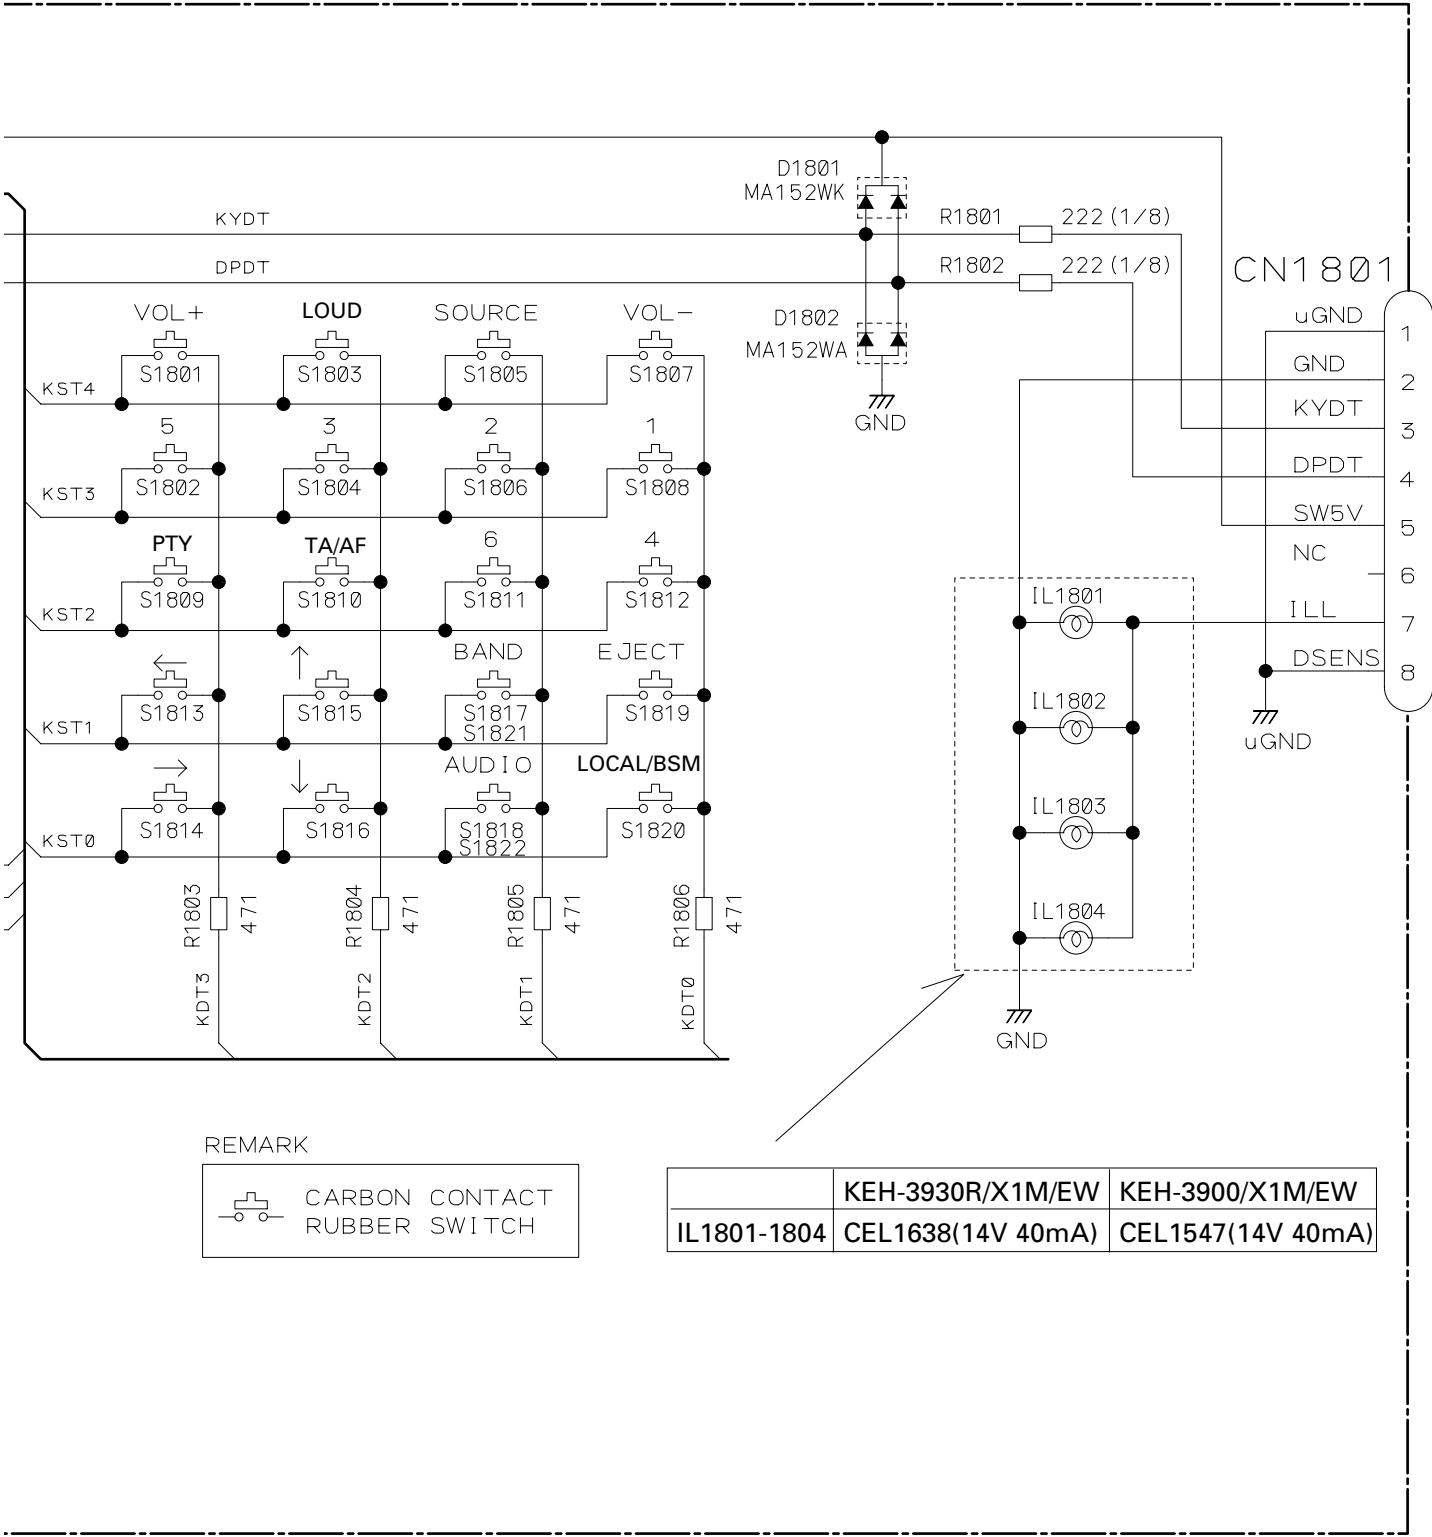 D1801
MA152WK
KYDT
R1801 222 (1/8)
DPDT
R1802 222 (1/8)
CN1801
VOL+ LOUD SOURCE VOL-
D1802
MA152WA
uGND 1
S1801 S1803 S1805 S1807
GND 2
KST4
GND
KYDT 3
5 3 2 1
DPDT 4
S1802 S1804 S1806 S1808
KST3
SW5V 5
PTY TA/AF 6 4
NC 6
S1809 S1810 S1811 S1812
IL1801
ILL 7
KST2
BAND EJECT
DSENS 8
← ↑
S1813 S1815 S1817 S1819
IL1802
KST1
S1821
uGND
→ ↓ AUDIO LOCAL/BSM
IL1803
S1814 S1816 S1818 S1820
KST0
S1822
R1803 471 R1804 471 R1805 471 R1806 471
IL1804
KDT3 KDT2 KDT1 KDT0
GND
REMARK
CARBON CONTACT
RUBBER SWITCH
KEH-3930R/X1M/EW KEH-3900/X1M/EW
IL1801-1804 CEL1638(14V 40mA) CEL1547(14V 40mA)